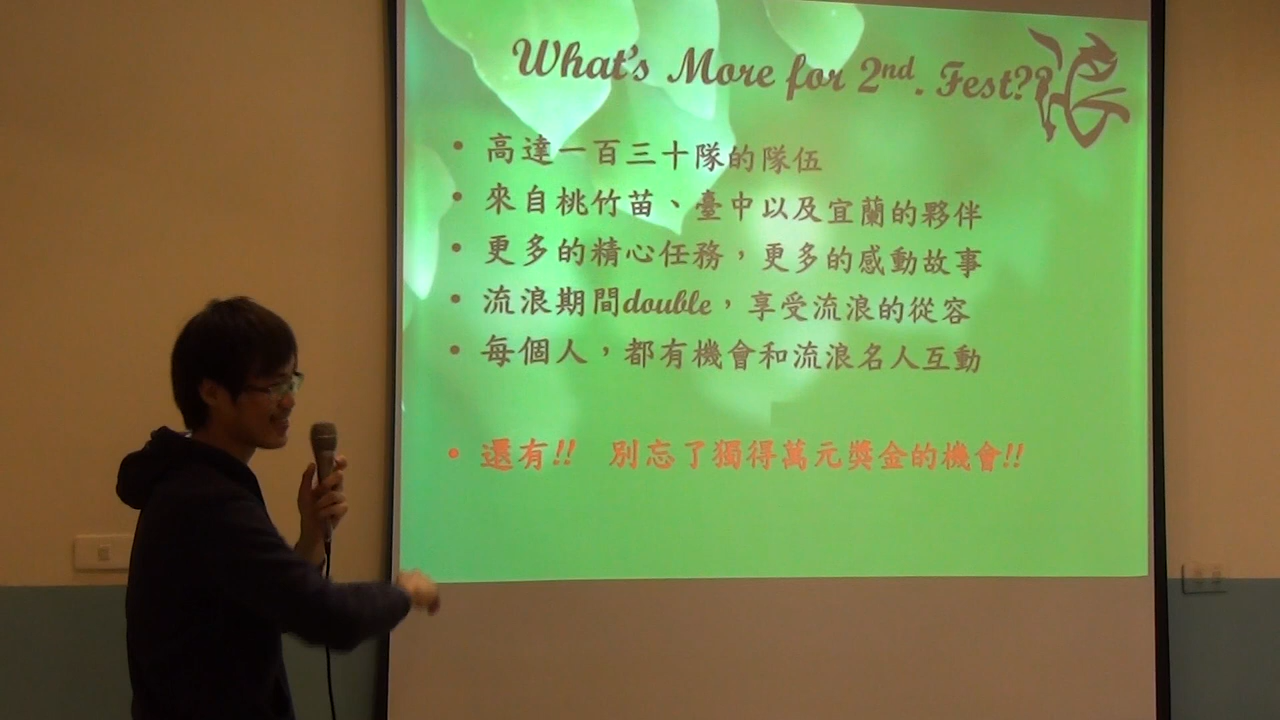 What's More for 2nd. Fest??
浪
• 高達一百三十隊的隊伍
• 來自桃竹苗、臺中以及宜蘭的夥伴
• 更多的精心任務，更多的感動故事
• 流浪期間double，享受流浪的從容
• 每個人，都有機會和流浪名人互動
• 還有!! 別忘了獨得萬元獎金的機會!!